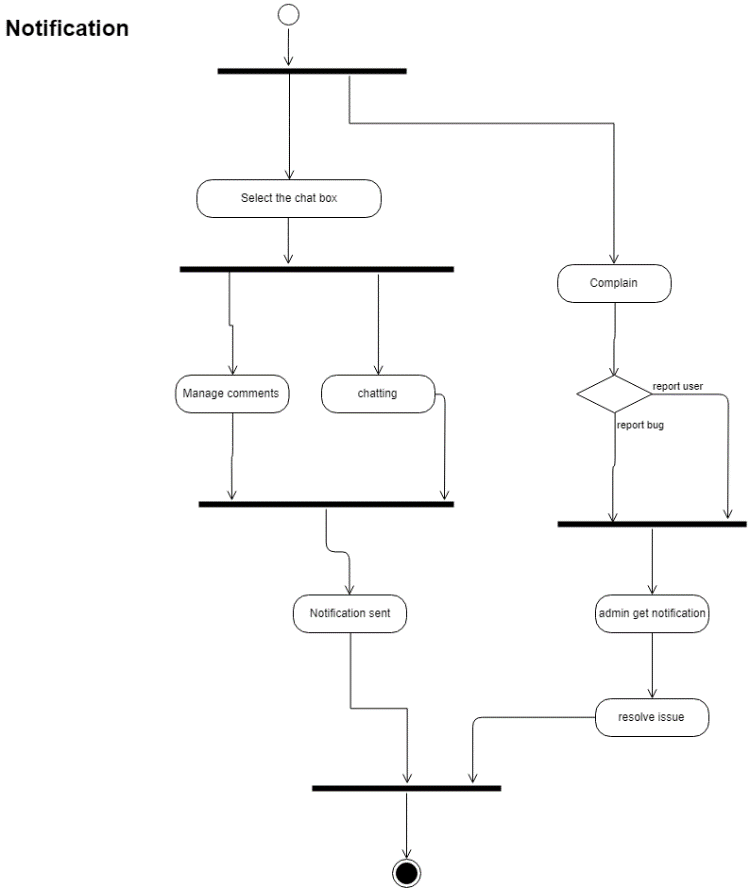 Notification
Select the chat box
Complain
Manage comments
chatting
report user
report bug
Notification sent
admin get notification
resolve issue